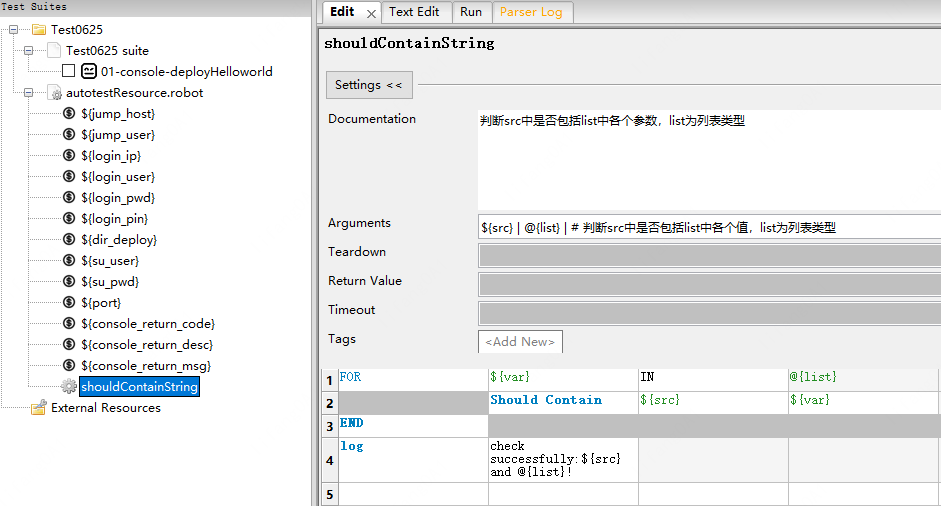 Test Suites
Test0625
Test0625 suite
01-console-deployHelloworld
autotestResource.robot
${jump_host}
${jump_user}
${login_ip}
${login_user}
${login_pwd}
${login_pin}
${dir_deploy}
${su_user}
${su_pwd}
${port}
${console_return_code}
${console_return_desc}
${console_return_msg}
shouldContainString
External Resources
Edit
Text Edit
Run
Parser Log
shouldContainString
Settings <<
Documentation
判断src中是否包括list中各个参数，list为列表类型
Arguments
${src} | @{list} | # 判断src中是否包括list中各个值，list为列表类型
Teardown
Return Value
Timeout
Tags
<Add New>
1 FOR ${var} IN @{list}
2 Should Contain ${src} ${var}
3 END
4 log check
successfully:${src}
and @{list}!
5